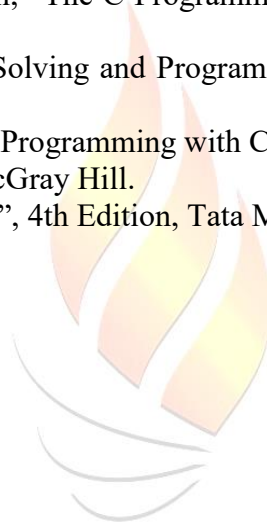 “The C Programm
Solving and Program
Programming with C
cGray Hill.
”, 4th Edition, Tata M